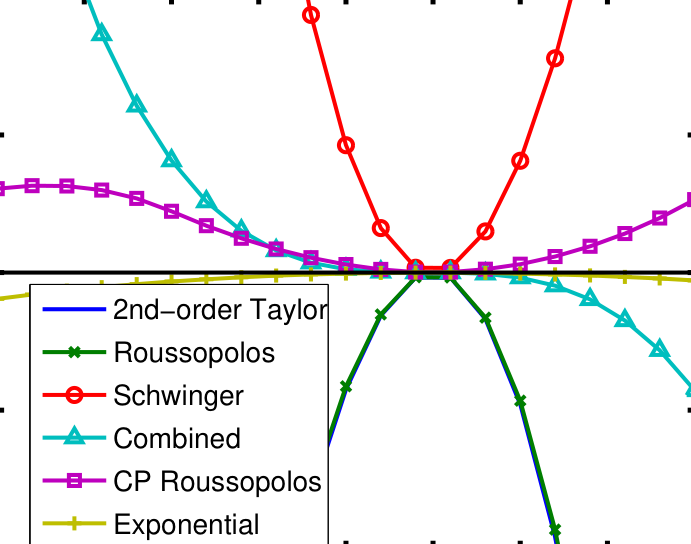 2nd−order Taylor
Roussopolos
Schwinger
Combined
CP Roussopolos
Exponential